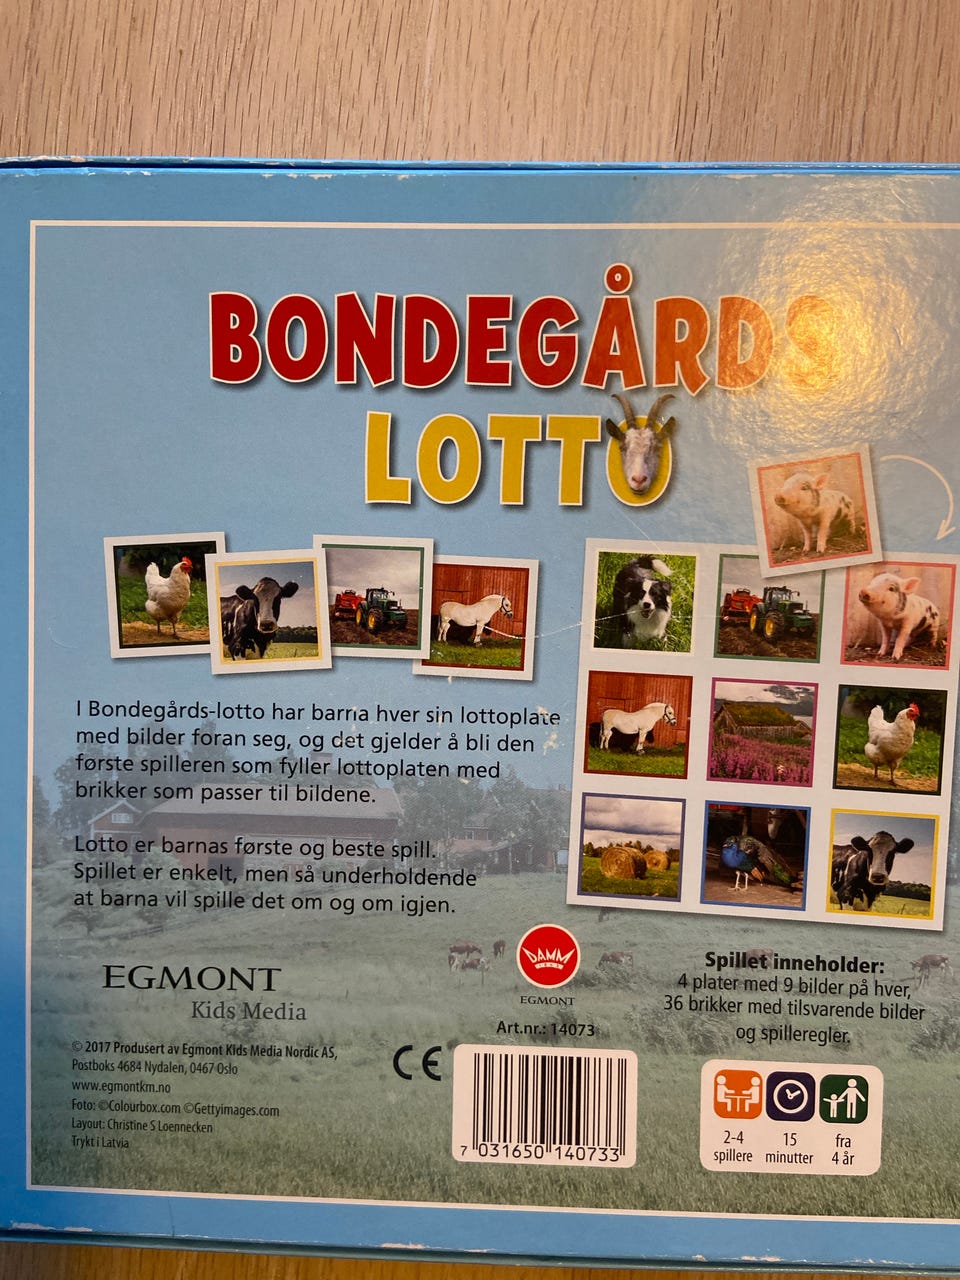 BONDEGÅRDS
LOTTO
I Bondegårds-lotto har barna hver sin lottoplate
med bilder foran seg, og det gjelder å bli den
første spilleren som fyller lottoplaten med
brikker som passer til bildene.
Lotto er barnas første og beste spill.
Spillet er enkelt, men så underholdende
at barna vil spille det om og om igjen.
EGMONT
Kids Media
© 2017 Produsert av Egmont Kids Media Nordic AS,
Postboks 4684 Nydalen, 0467 Oslo
www.egmontkm.no
Foto: ©Colourbox.com ©Gettyimages.com
Layout: Christine S Loennecken
Trykt i Latvia
DAMM
EGMONT
Art.nr.: 14073
CE
7 031650 140733
Spillet inneholder:
4 plater med 9 bilder på hver,
36 brikker med tilsvarende bilder
og spilleregler.
2-4
spillere
15
minutter
fra
4 år